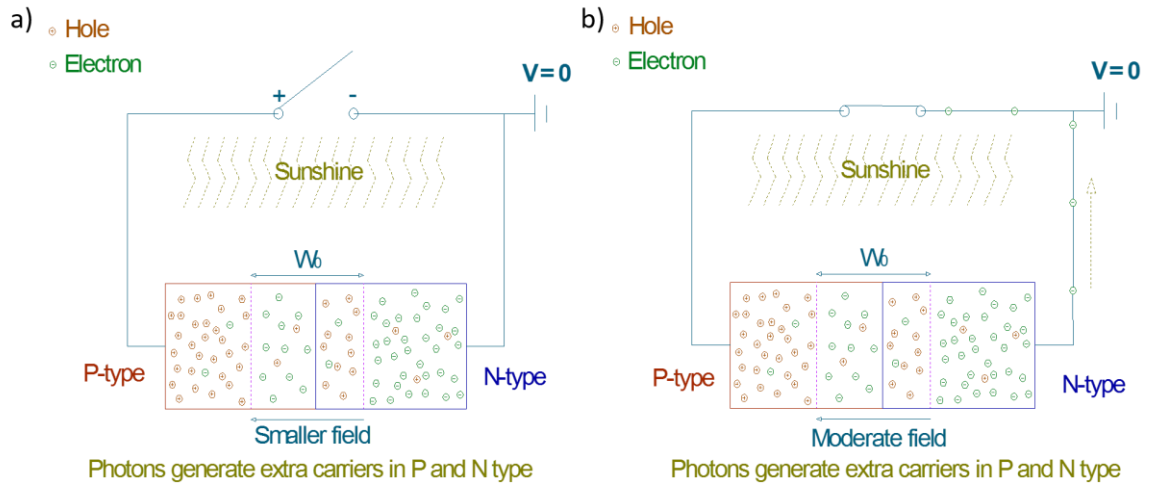 a)
Hole
Electron
V=0
+ -
Sunshine
W0
P-type
N-type
Smaller field
Photons generate extra carriers in P and N type
b)
Hole
Electron
V=0
Sunshine
W0
P-type
N-type
Moderate field
Photons generate extra carriers in P and N type